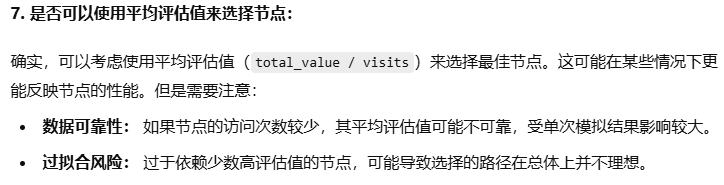 7. 是否可以使用平均评估值来选择节点：
确实，可以考虑使用平均评估值（ total_value / visits ）来选择最佳节点。这可能在某些情况下更
能反映节点的性能。但是需要注意：
• 数据可靠性： 如果节点的访问次数较少，其平均评估值可能不可靠，受单次模拟结果影响较大。
• 过拟合风险： 过于依赖少数高评估值的节点，可能导致选择的路径在总体上并不理想。